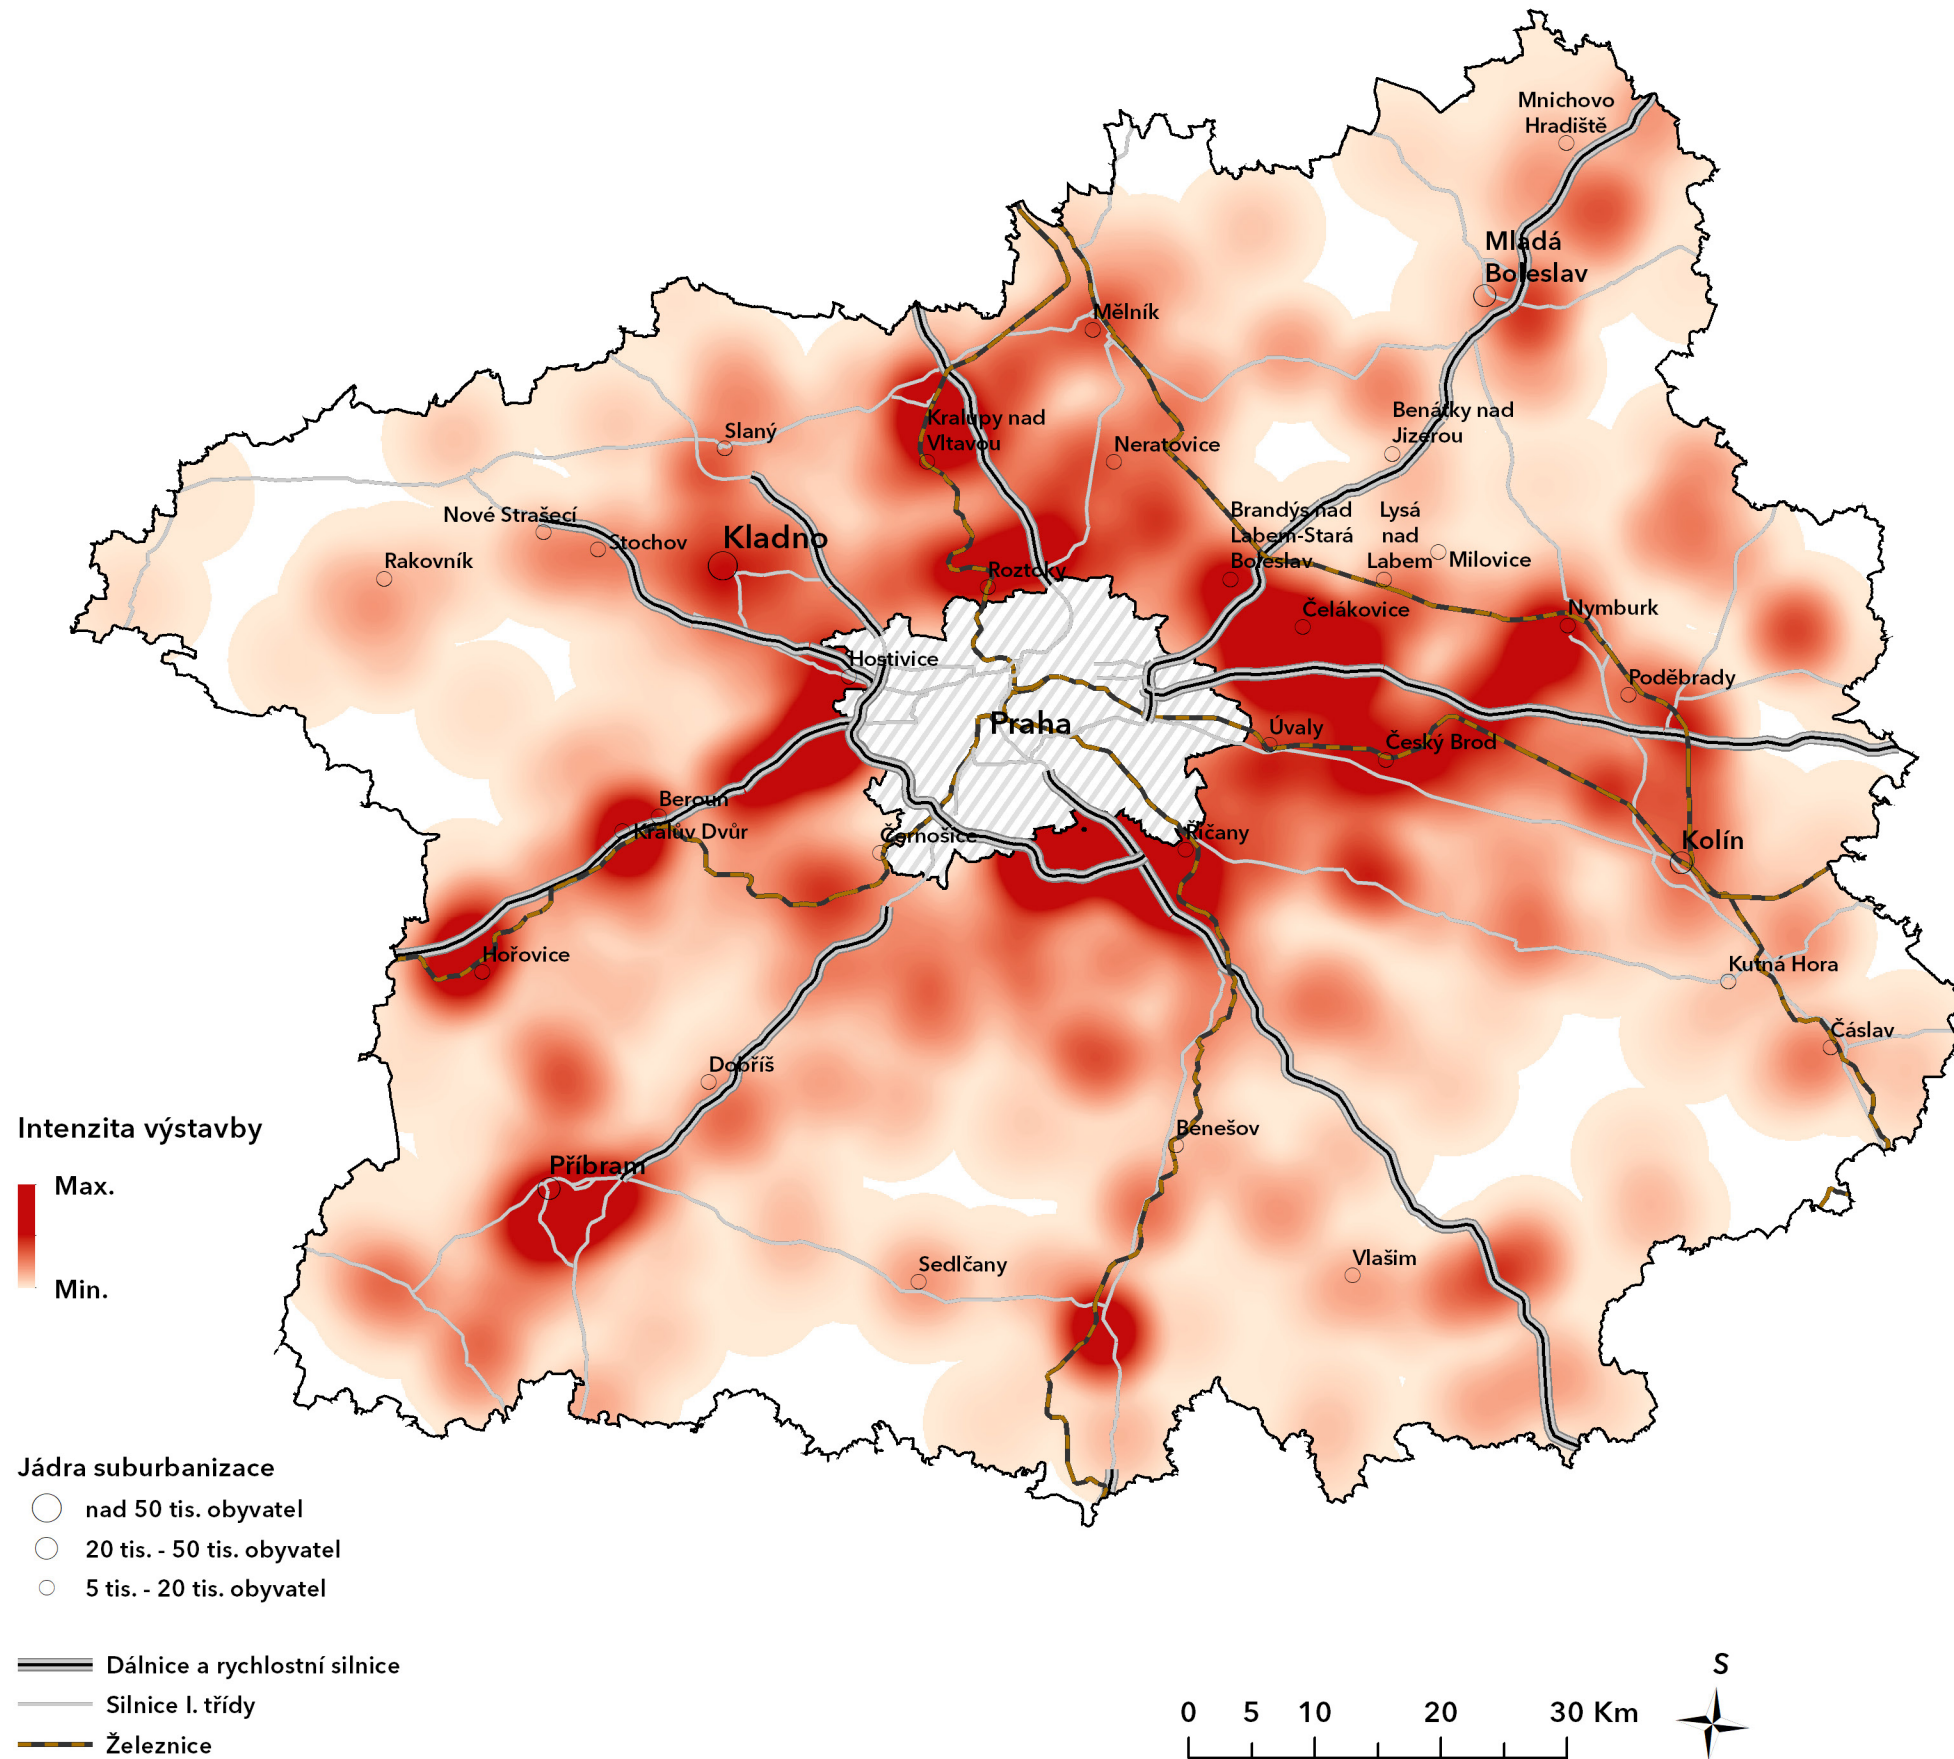 Mnichovo
Hradiště
Mladá
Boleslav
Mělník
Kralupy nad
Vltavou
Neratovice
Benátky nad
Jizerou
Slaný
Nové Strašecí
Stochov
Kladno
Rakovník
Roztoky
Brandýs nad
Labem-Stará
Boleslav
Lysá
nad
Labem
Milovice
Čelákovice
Nymburk
Poděbrady
Hostivice
Praha
Úvaly
Český Brod
Beroun
Králův Dvůr
Černošice
Říčany
Kolín
Hořovice
Kutná Hora
Čáslav
Dobříš
Benešov
Příbram
Sedlčany
Vlašim
Intenzita výstavby
Max.
Min.
Jádra suburbanizace
nad 50 tis. obyvatel
20 tis. - 50 tis. obyvatel
5 tis. - 20 tis. obyvatel
Dálnice a rychlostní silnice
Silnice I. třídy
Železnice
0 5 10 20 30 Km
S